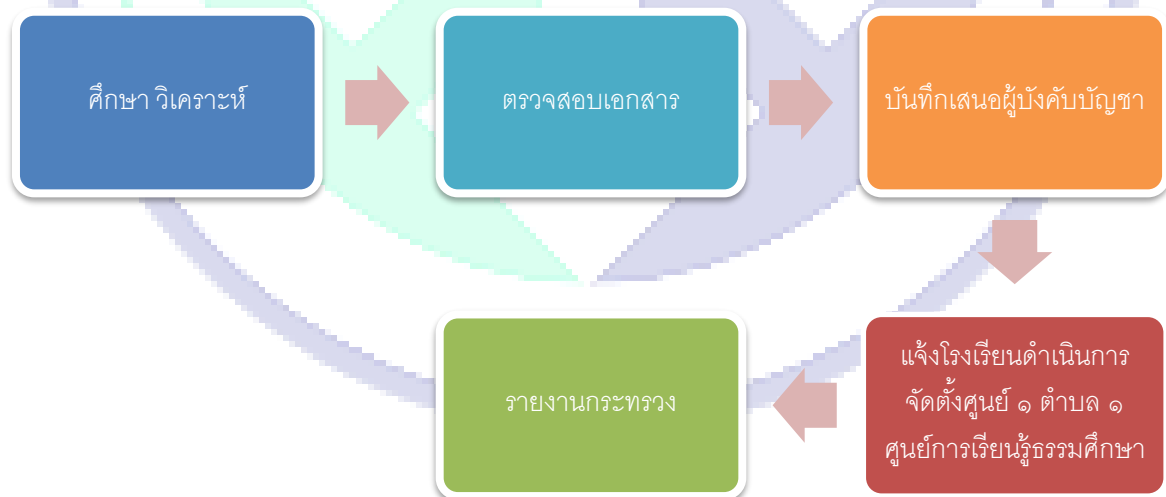 ศึกษา วิเคราะห์
ตรวจสอบเอกสาร
บันทึกเสนอผู้บังคับบัญชา
แจ้งโรงเรียนดำเนินการ
จัดตั้งศูนย์ ๑ ตำบล ๑
ศูนย์การเรียนรู้ธรรมศึกษา
รายงานกระทรวง